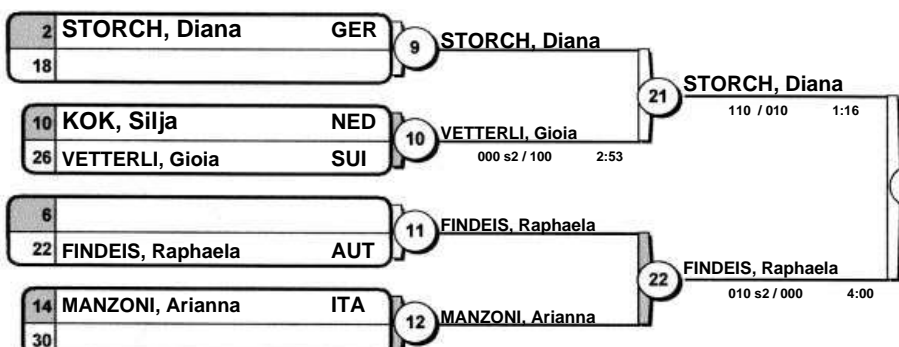 2 STORCH, Diana GER
18
9
STORCH, Diana
10 KOK, Silja NED
26 VETTERLI, Gioia SUI
10
VETTERLI, Gioia
000 s2 / 100 2:53
21
STORCH, Diana
110 / 010 1:16
6
22 FINDEIS, Raphaela AUT
11
FINDEIS, Raphaela
14 MANZONI, Arianna ITA
30
12
MANZONI, Arianna
22
FINDEIS, Raphaela
010 s2 / 000 4:00